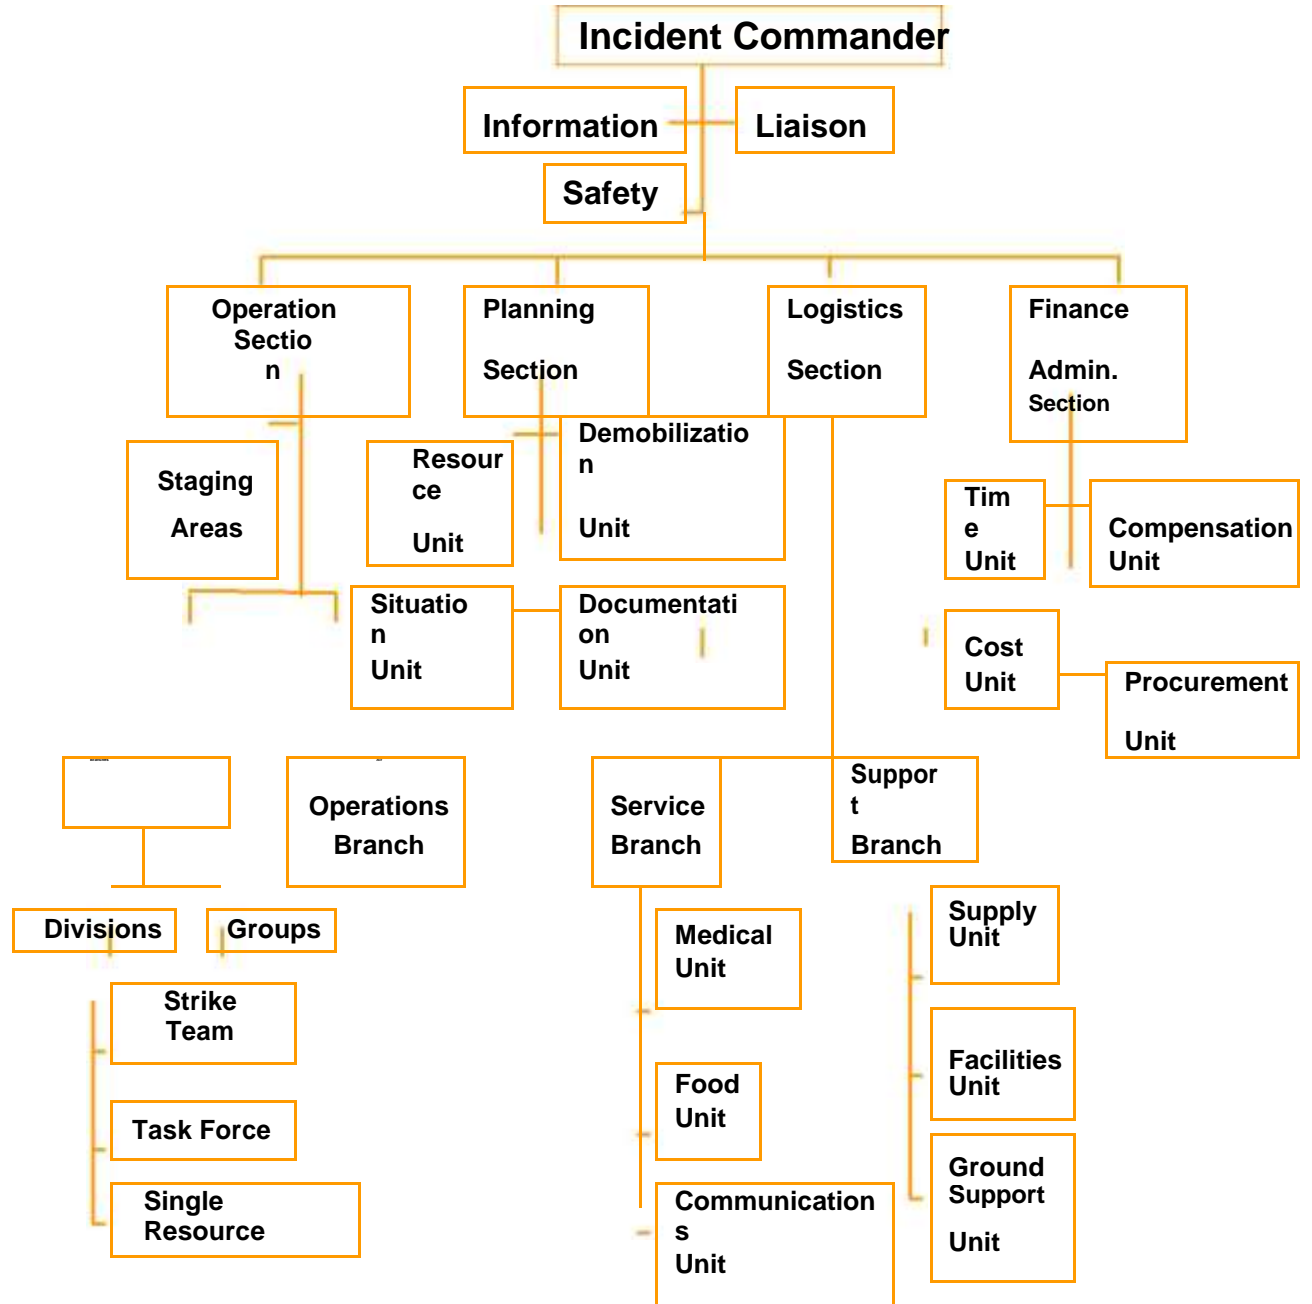 Incident Commander
Information
Liaison
Safety
Operation
Sectio
n
Planning
Section
Logistics
Section
Finance
Admin.
Section
Staging
Areas
Resour
ce
Unit
Demobilizatio
n
Unit
Tim
e
Unit
Compensation
Unit
Situatio
n
Unit
Documentati
on
Unit
Cost
Unit
Procurement
Unit
Operations
Branch
Service
Branch
Suppor
t
Branch
Divisions
Groups
Strike
Team
Task Force
Single
Resource
Medical
Unit
Food
Unit
Communication
s
Unit
Supply
Unit
Facilities
Unit
Ground
Support
Unit